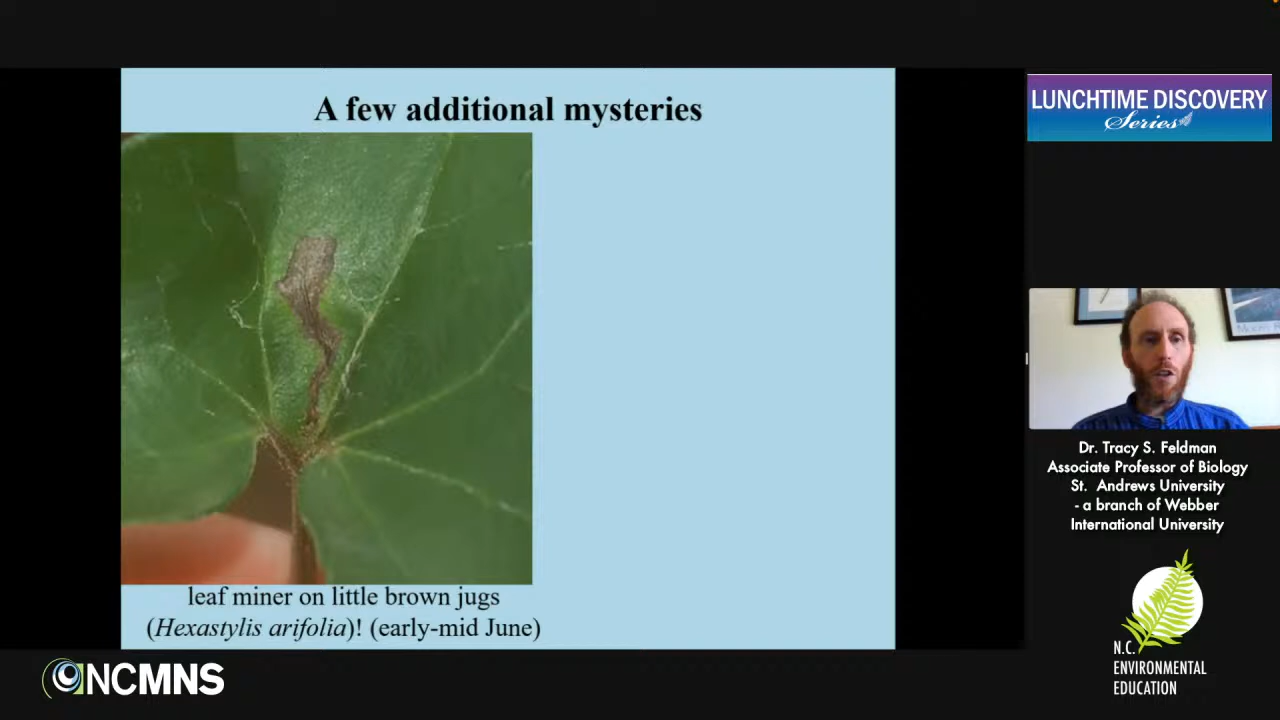 A few additional mysteries
leaf miner on little brown jugs
(Hexastylis arifolia)! (early-mid June)
LUNCHTIME DISCOVERY
Series
Dr. Tracy S. Feldman
Associate Professor of Biology
St. Andrews University
- a branch of Webber
International University
N.C.
ENVIRONMENTAL
EDUCATION
NCMNS